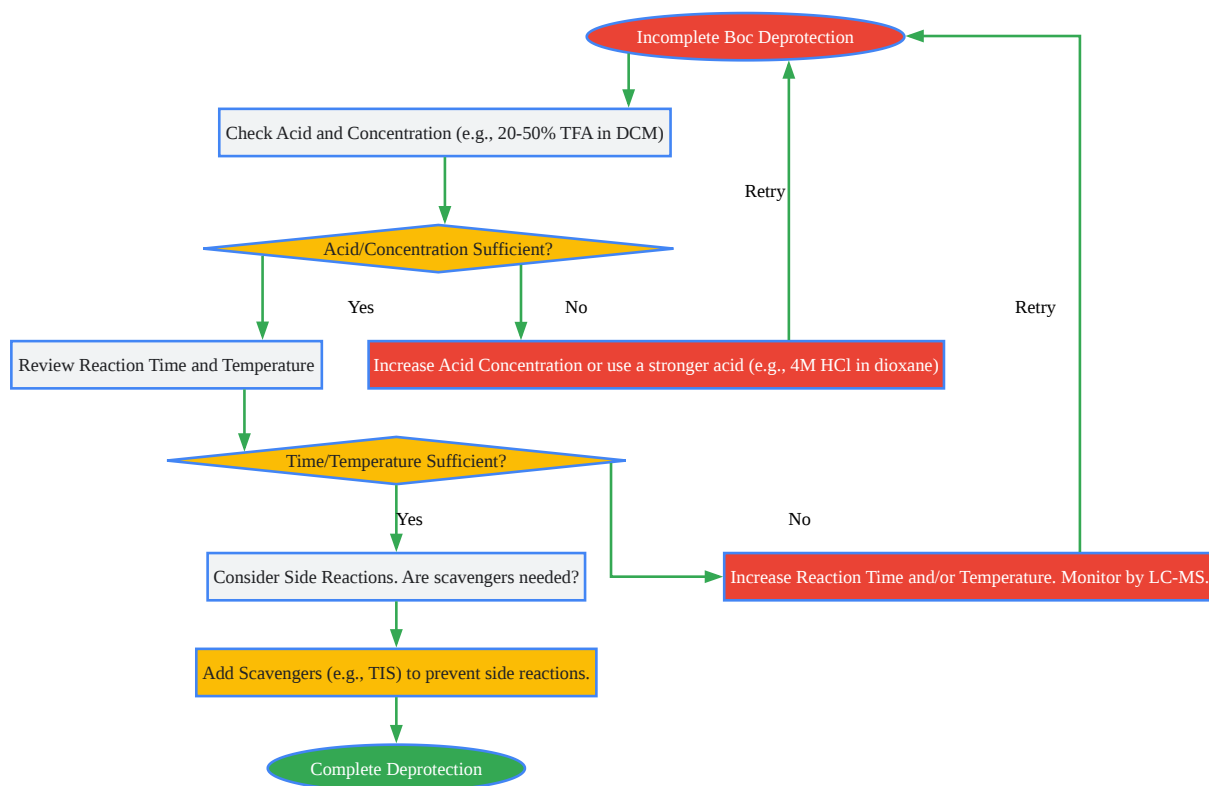 Incomplete Boc Deprotection
Check Acid and Concentration (e.g., 20-50% TFA in DCM)
Retry
Acid/Concentration Sufficient?
Yes
No
Retry
Review Reaction Time and Temperature
Increase Acid Concentration or use a stronger acid (e.g., 4M HCl in dioxane)
Time/Temperature Sufficient?
Yes
No
Consider Side Reactions. Are scavengers needed?
Increase Reaction Time and/or Temperature. Monitor by LC-MS.
Add Scavengers (e.g., TIS) to prevent side reactions.
Complete Deprotection